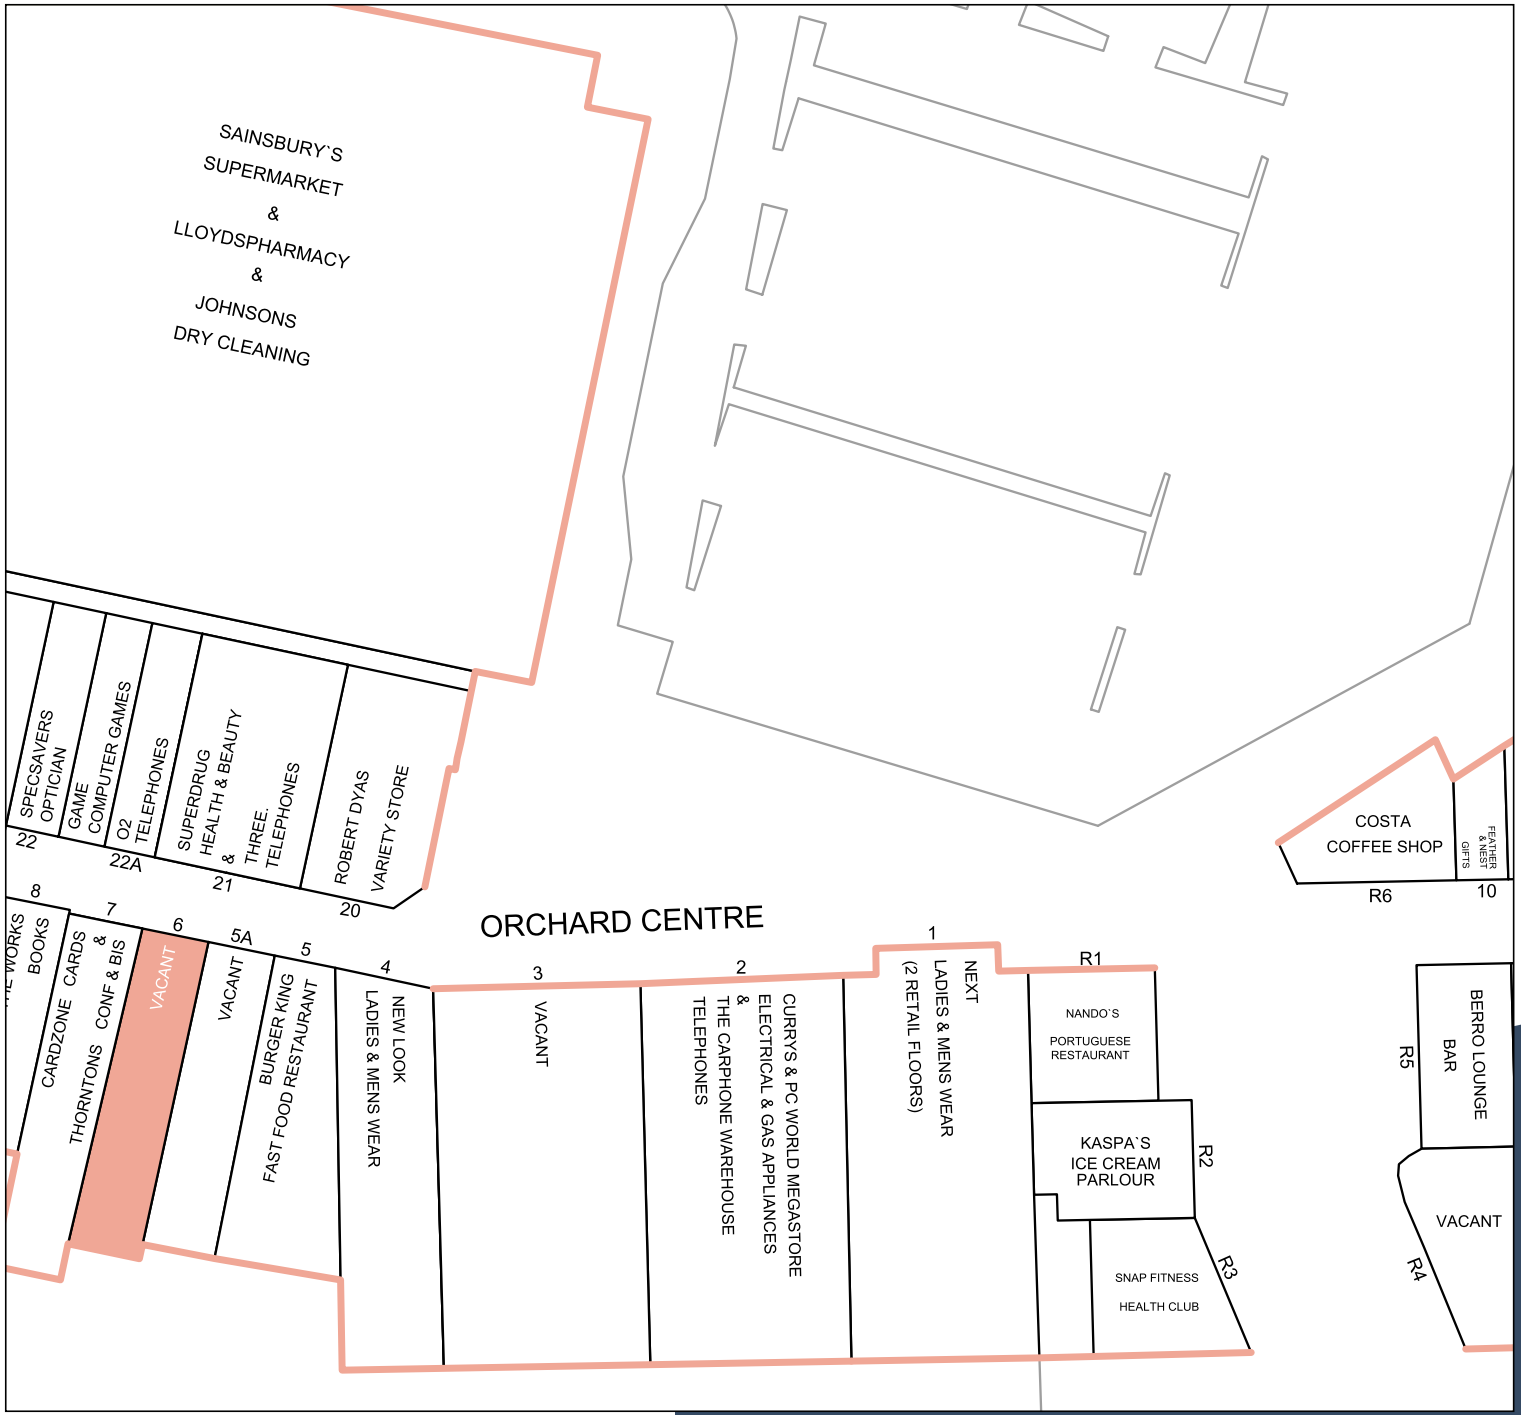 SAINSBURY`S
SUPERMARKET
&
LLOYDSPHARMACY
&
JOHNSONS
DRY CLEANING
SPECSAVERS
OPTICIAN
GAME
COMPUTER GAMES
O2
TELEPHONES
SUPERDRUG
HEALTH & BEAUTY
&
THREE.
TELEPHONES
ROBERT DYAS
VARIETY STORE
22
22A
21
20
COSTA
COFFEE SHOP
FEATHER
& NEST
GIFTS
R6
10
ORCHARD CENTRE
8
7
6
5A
5
4
3
2
1
R1
WORKS
BOOKS
CARDZONE CARDS
&
THORNTONS CONF & BIS
VACANT
VACANT
BURGER KING
FAST FOOD RESTAURANT
NEW LOOK
LADIES & MENS WEAR
VACANT
CURRYS & PC WORLD MEGASTORE
ELECTRICAL & GAS APPLIANCES
&
THE CARPHONE WAREHOUSE
TELEPHONES
NEXT
LADIES & MENS WEAR
(2 RETAIL FLOORS)
NANDO`S
PORTUGUESE
RESTAURANT
KASPA`S
ICE CREAM
PARLOUR
R2
SNAP FITNESS
HEALTH CLUB
R3
BERRO LOUNGE
BAR
R5
VACANT
R4